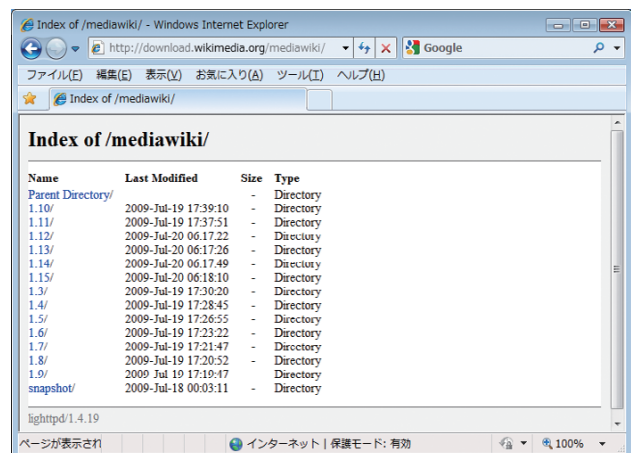 Index of /mediawiki/ - Windows Internet Explorer
http://download.wikimedia.org/mediawiki/ Google
ファイル(F) 編集(E) 表示(V) お気に入り(A) ツール(T) ヘルプ(H)
Index of /mediawiki/
Index of /mediawiki/
Name Last Modified Size Type
Parent Directory/ - Directory
1.10/ 2009-Jul-19 17:39:10 - Directory
1.11/ 2009-Jul-19 17:37:51 - Directory
1.12/ 2009-Jul-20 06:17:22 - Directory
1.13/ 2009-Jul-20 06:17:26 - Directory
1.14/ 2009-Jul-20 06:17:49 - Directory
1.15/ 2009-Jul-20 06:18:10 - Directory
1.3/ 2009-Jul-19 17:30:20 - Directory
1.4/ 2009-Jul-19 17:28:45 - Directory
1.5/ 2009-Jul-19 17:26:55 - Directory
1.6/ 2009-Jul-19 17:23:22 - Directory
1.7/ 2009-Jul-19 17:21:47 - Directory
1.8/ 2009-Jul-19 17:20:52 - Directory
1.9/ 2009-Jul-19 17:19:47 Directory
snapshot/ 2009-Jul-18 00:03:11 - Directory
lighttpd/1.4.19
ページが表示され インターネット | 保護モード: 有効 100%